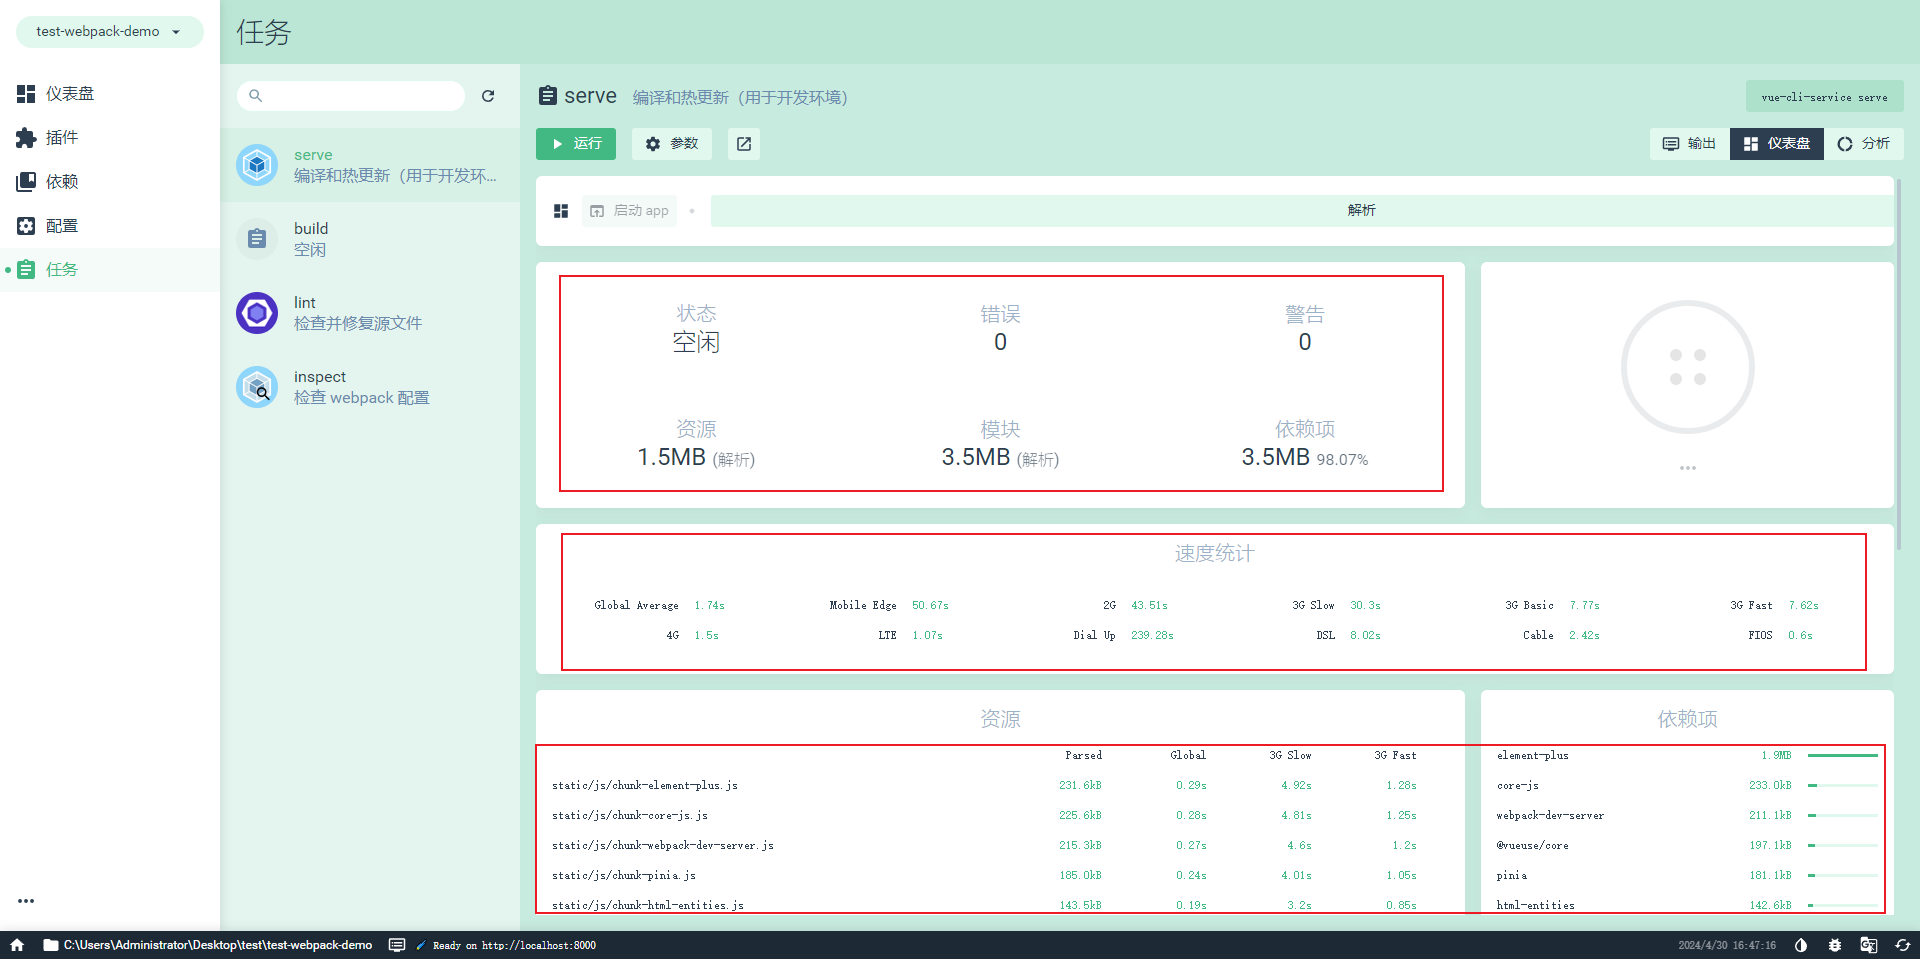 test-webpack-demo
任务
仪表盘
插件
依赖
配置
任务
serve
编译和热更新（用于开发环...
build
空闲
lint
检查并修复源文件
inspect
检查 webpack 配置
serve 编译和热更新（用于开发环境）
vue-cli-service serve
运行 参数
输出 仪表盘 分析
启动 app 解析
状态 错误 警告
空闲 0 0
资源 模块 依赖项
1.5MB (解析) 3.5MB (解析) 3.5MB 98.07%
速度统计
Global Average 1.74s Mobile Edge 50.67s 2G 43.51s 3G Slow 30.3s 3G Basic 7.77s 3G Fast 7.62s
4G 1.5s LTE 1.07s Dial Up 239.28s DSL 8.02s Cable 2.42s FIOS 0.6s
资源
Parsed Global 3G Slow 3G Fast
static/js/chunk-element-plus.js 231.6kB 0.29s 4.92s 1.28s
static/js/chunk-core-js.js 225.6kB 0.28s 4.81s 1.25s
static/js/chunk-webpack-dev-server.js 215.3kB 0.27s 4.6s 1.2s
static/js/chunk-pinia.js 185.0kB 0.24s 4.01s 1.05s
static/js/chunk-html-entities.js 143.5kB 0.19s 3.2s 0.85s
依赖项
element-plus 1.9MB
core-js 233.0kB
webpack-dev-server 211.1kB
@vueuse/core 197.1kB
pinia 181.1kB
html-entities 142.6kB
C:\Users\Administrator\Desktop\test\test-webpack-demo Ready on http://localhost:8000 2024/4/30 16:47:16